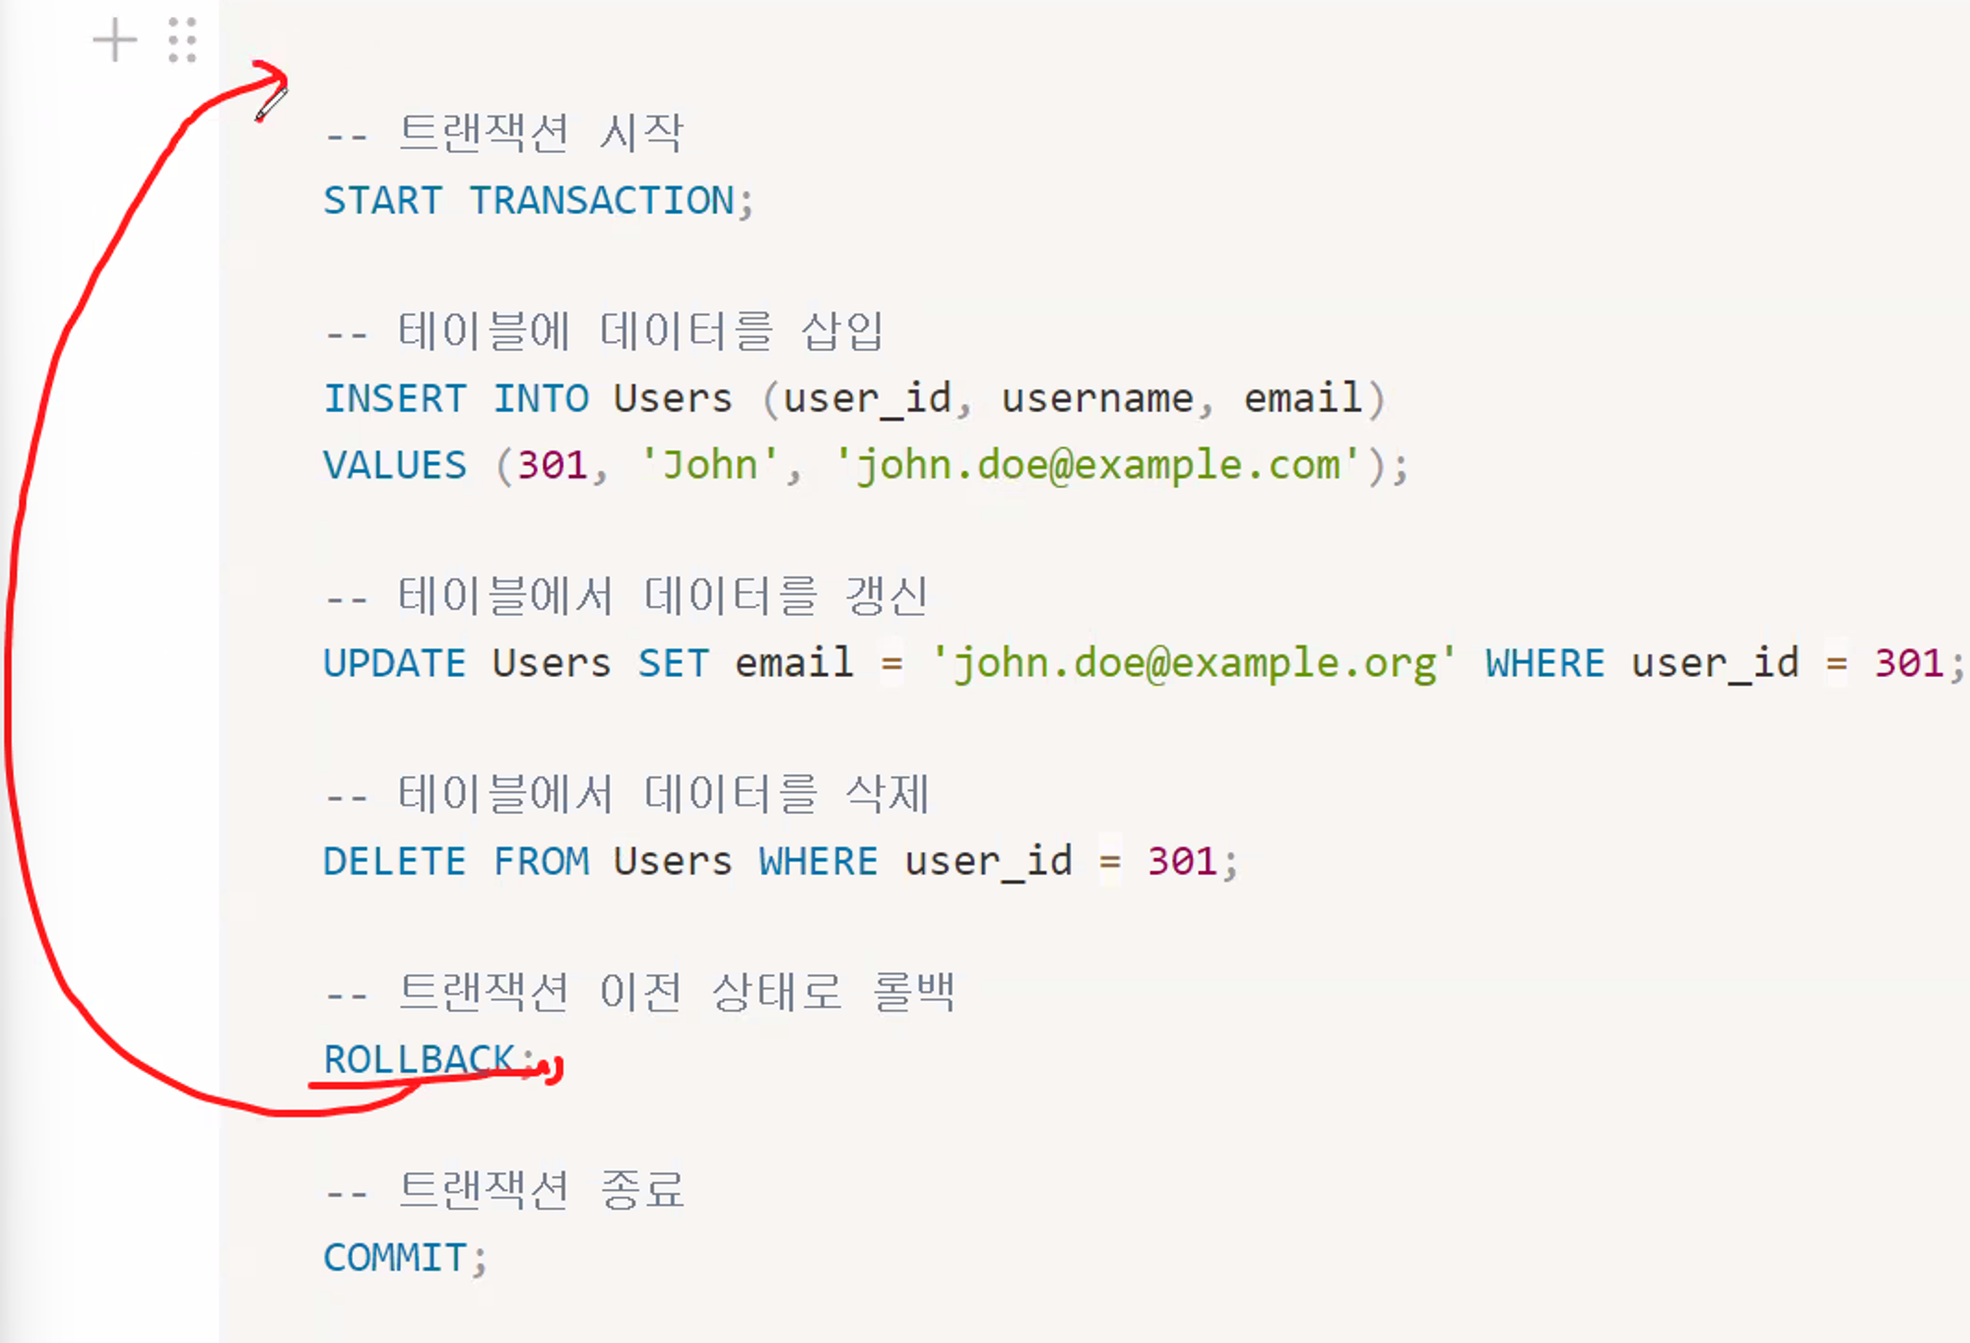 -- 트랜잭션 시작
START TRANSACTION;
-- 테이블에 데이터를 삽입
INSERT INTO Users (user_id, username, email)
VALUES (301, 'John', 'john.doe@example.com');
-- 테이블에서 데이터를 갱신
UPDATE Users SET email = 'john.doe@example.org' WHERE user_id = 301;
-- 테이블에서 데이터를 삭제
DELETE FROM Users WHERE user_id = 301;
-- 트랜잭션 이전 상태로 롤백
ROLLBACK;
-- 트랜잭션 종료
COMMIT;